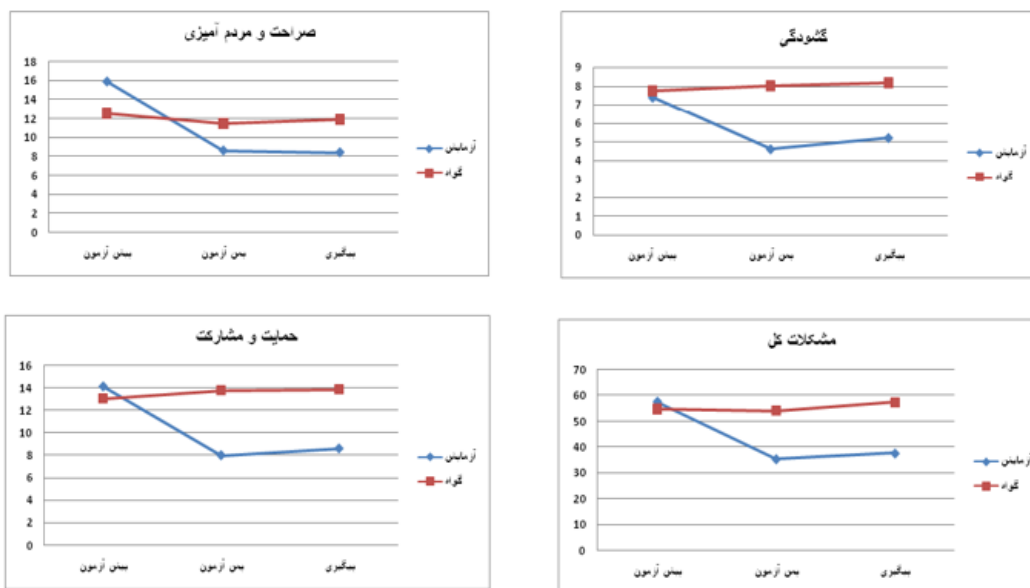 صراحت و مردم آمیزی
18
16
14
12
10
8
6
4
2
0
پیش آزمون
پس آزمون
پیگیری
آزمایش
گواه
گشودگی
9
8
7
6
5
4
3
2
1
0
پیش آزمون
پس آزمون
پیگیری
آزمایش
گواه
حمایت و مشارکت
16
14
12
10
8
6
4
2
0
پیش آزمون
پس آزمون
پیگیری
آزمایش
گواه
مشکلات کل
70
60
50
40
30
20
10
0
پیش آزمون
پس آزمون
پیگیری
آزمایش
گواه